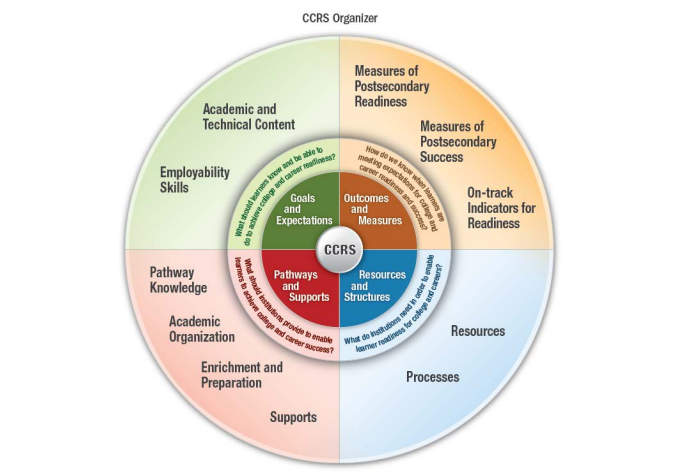 CCRS Organizer
Academic and
Technical Content
Employability
Skills
What should learners know and be able to
do to achieve college and career readiness?
Goals
and
Expectations
Measures of
Postsecondary
Readiness
Measures of
Postsecondary
Success
On-track
Indicators for
Readiness
How do we know when learners are
meeting expectations for college and
career readiness and success?
Outcomes
and
Measures
CCRS
Pathway
Knowledge
Academic
Organization
Enrichment and
Preparation
Supports
What should institutions provide to enable
learners to achieve college and career success?
Pathways
and
Supports
Resources
and
Structures
What do institutions need in order to enable
learner readiness for college and careers?
Resources
Processes